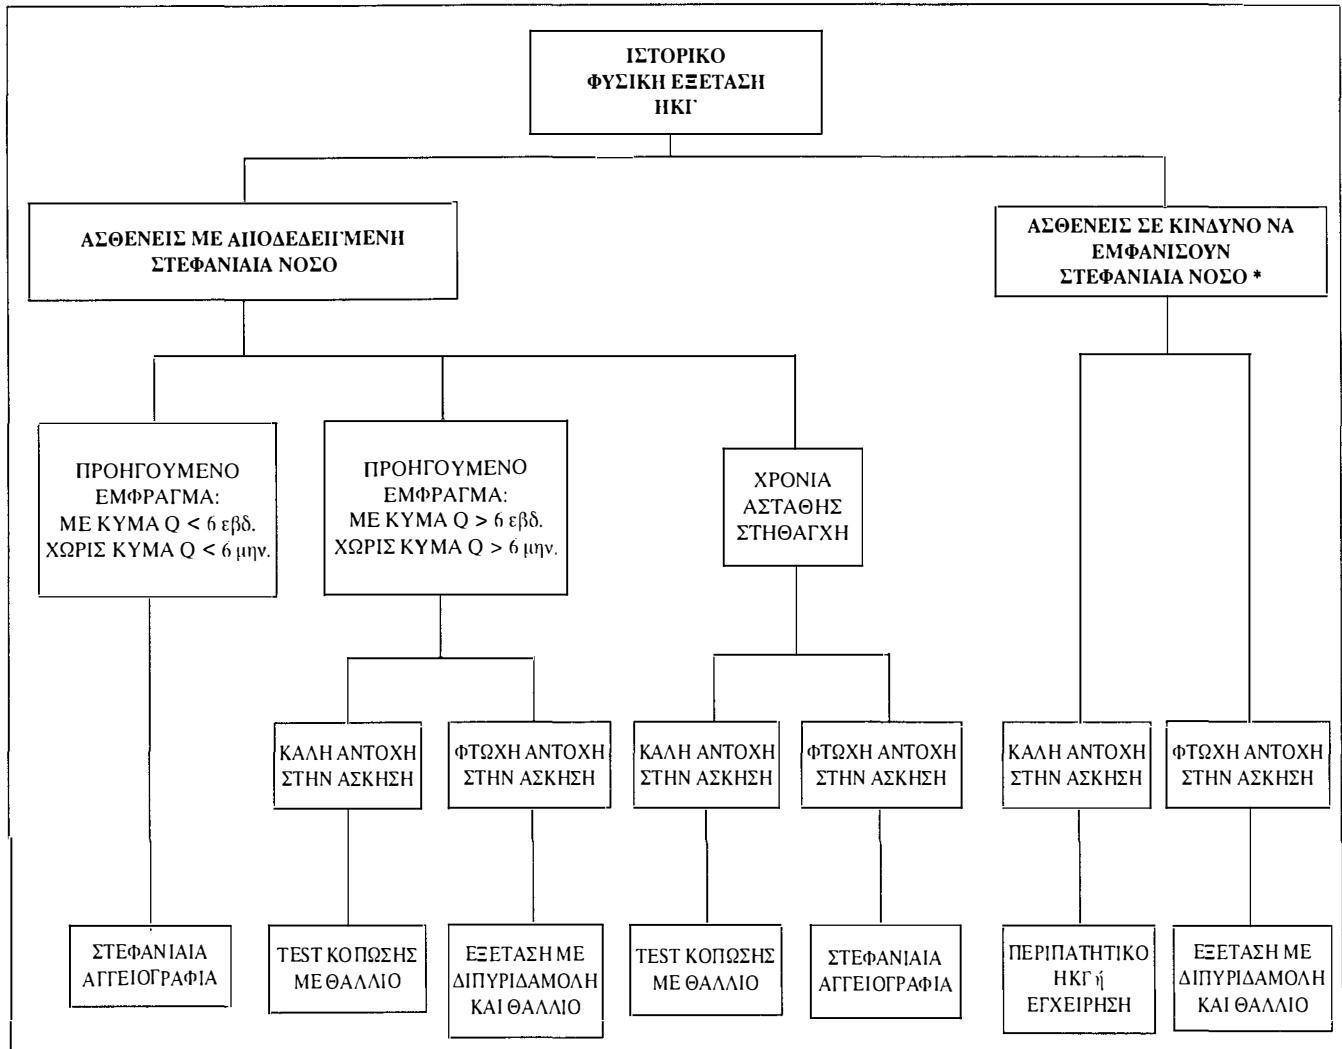 ΙΣΤΟΡΙΚΟ
ΦΥΣΙΚΗ ΕΞΕΤΑΣΗ
ΗΚΓ
ΑΣΘΕΝΕΙΣ ΜΕ ΑΠΟΔΕΔΕΙΓΜΕΝΗ
ΣΤΕΦΑΝΙΑΙΑ ΝΟΣΟ
ΑΣΘΕΝΕΙΣ ΣΕ ΚΙΝΔΥΝΟ ΝΑ
ΕΜΦΑΝΙΣΟΥΝ
ΣΤΕΦΑΝΙΑΙΑ ΝΟΣΟ *
ΠΡΟΗΓΟΥΜΕΝΟ
ΕΜΦΡΑΓΜΑ:
ΜΕ ΚΥΜΑ Q < 6 εβδ.
ΧΩΡΙΣ ΚΥΜΑ Q < 6 μην.
ΠΡΟΗΓΟΥΜΕΝΟ
ΕΜΦΡΑΓΜΑ:
ΜΕ ΚΥΜΑ Q > 6 εβδ.
ΧΩΡΙΣ ΚΥΜΑ Q > 6 μην.
ΧΡΟΝΙΑ
ΑΣΤΑΘΗΣ
ΣΤΗΘΑΓΧΗ
ΚΑΛΗ ΑΝΤΟΧΗ
ΣΤΗΝ ΑΣΚΗΣΗ
ΦΤΩΧΗ ΑΝΤΟΧΗ
ΣΤΗΝ ΑΣΚΗΣΗ
ΚΑΛΗ ΑΝΤΟΧΗ
ΣΤΗΝ ΑΣΚΗΣΗ
ΦΤΩΧΗ ΑΝΤΟΧΗ
ΣΤΗΝ ΑΣΚΗΣΗ
ΚΑΛΗ ΑΝΤΟΧΗ
ΣΤΗΝ ΑΣΚΗΣΗ
ΦΤΩΧΗ ΑΝΤΟΧΗ
ΣΤΗΝ ΑΣΚΗΣΗ
ΣΤΕΦΑΝΙΑΙΑ
ΑΓΓΕΙΟΓΡΑΦΙΑ
TEST ΚΟΠΩΣΗΣ
ΜΕ ΘΑΛΛΙΟ
ΕΞΕΤΑΣΗ ΜΕ
ΔΙΠΥΡΙΔΑΜΟΛΗ
ΚΑΙ ΘΑΛΛΙΟ
TEST ΚΟΠΩΣΗΣ
ΜΕ ΘΑΛΛΙΟ
ΣΤΕΦΑΝΙΑΙΑ
ΑΓΓΕΙΟΓΡΑΦΙΑ
ΠΕΡΙΠΑΤΗΤΙΚΟ
ΗΚΓ ή
ΕΓΧΕΙΡΗΣΗ
ΕΞΕΤΑΣΗ ΜΕ
ΔΙΠΥΡΙΔΑΜΟΛΗ
ΚΑΙ ΘΑΛΛΙΟ